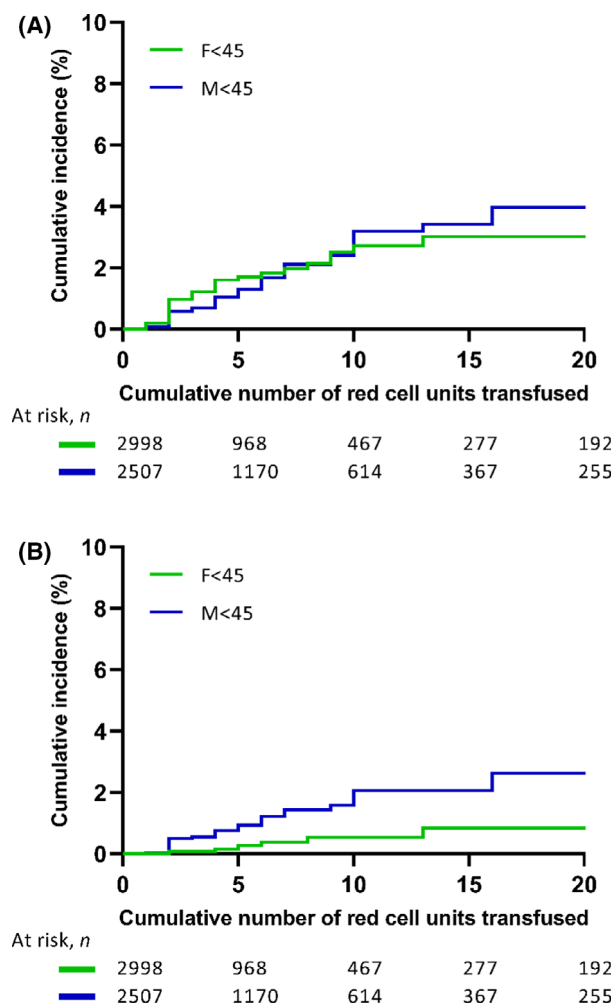 (A)
Cumulative incidence (%)
10
8
6
4
2
0
F<45
M<45
0 5 10 15 20
Cumulative number of red cell units transfused
At risk, n
2998 968 467 277 192
2507 1170 614 367 255
(B)
Cumulative incidence (%)
10
8
6
4
2
0
F<45
M<45
0 5 10 15 20
Cumulative number of red cell units transfused
At risk, n
2998 968 467 277 192
2507 1170 614 367 255